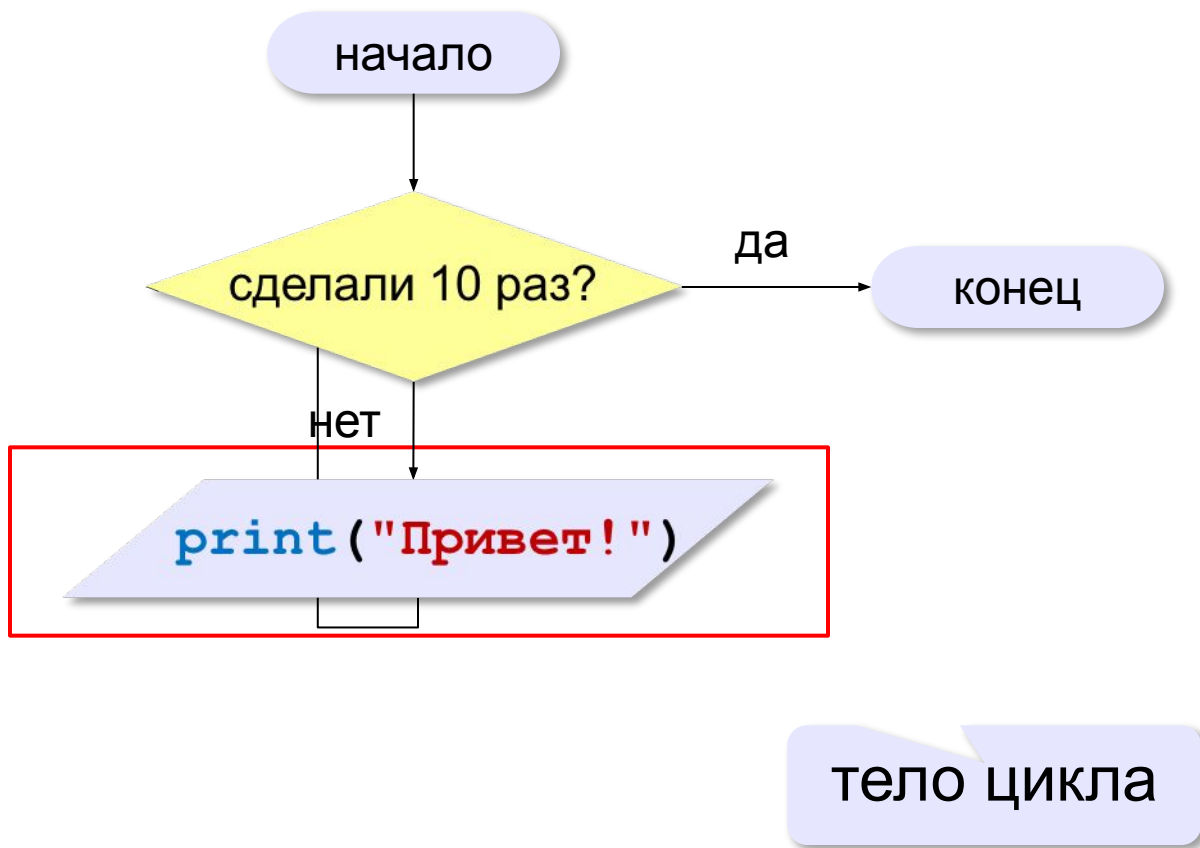 начало
сделали 10 раз?
да
конец
нет
print("Привет!")
тело цикла